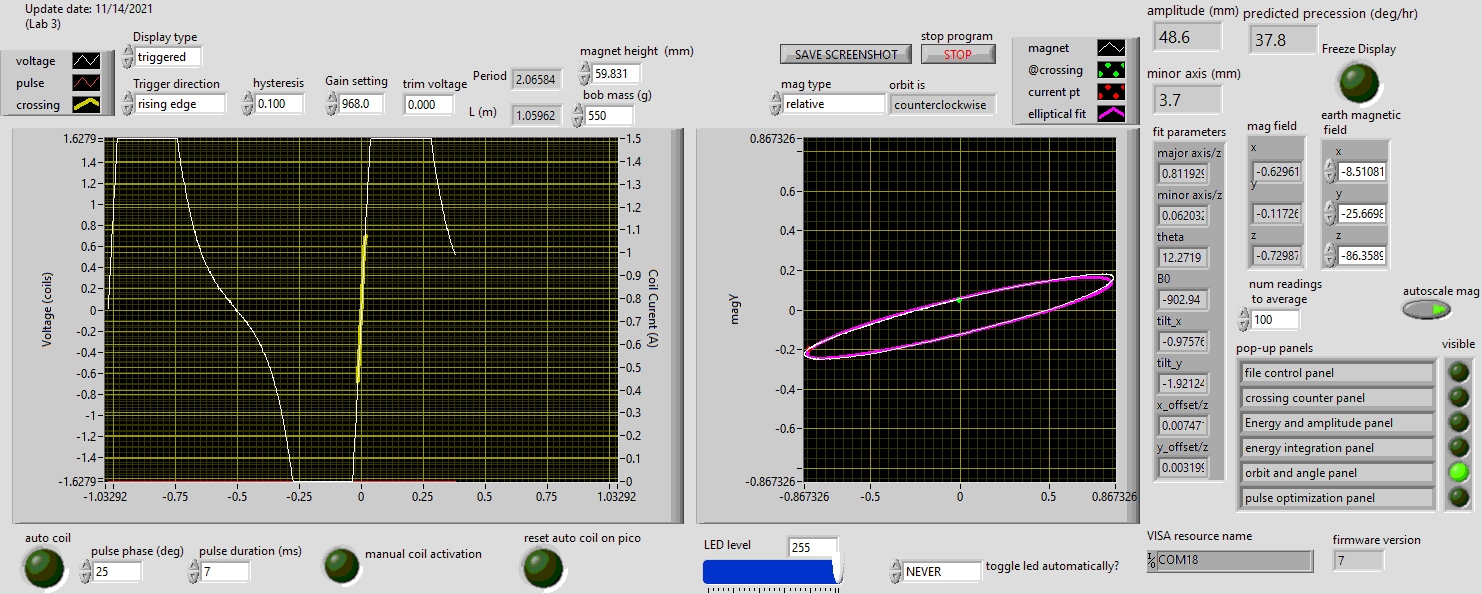 Update date: 11/14/2021
(Lab 3)
voltage
pulse
crossing
Display type
triggered
Trigger direction
rising edge
hysteresis
0.100
Gain setting
968.0
trim voltage
0.000
Period
2.06584
L (m)
1.05962
magnet height (mm)
59.831
bob mass (g)
550
SAVE SCREENSHOT
stop program
STOP
mag type
relative
orbit is
counterclockwise
magnet
@crossing
current pt
elliptical fit
amplitude (mm)
48.6
predicted precession (deg/hr)
37.8
minor axis (mm)
3.7
Freeze Display
fit parameters
major axis/z
0.811929
minor axis/z
0.06203
theta
12.2719
B0
-902.94
tilt_x
-0.97576
tilt_y
-1.92124
x_offset/z
0.00747
y_offset/z
0.003199
mag field
x
-0.62961
y
-0.11726
z
-0.72987
earth magnetic
field
x
-8.51081
y
-25.6698
z
-86.3589
num readings
to average
100
autoscale mag
pop-up panels
visible
file control panel
crossing counter panel
Energy and amplitude panel
energy integration panel
orbit and angle panel
pulse optimization panel
Voltage (coils)
1.6279
1.4
1.2
1
0.8
0.6
0.4
0.2
0
-0.2
-0.4
-0.6
-0.8
-1
-1.2
-1.4
-1.6279
-1.03292
-0.75
-0.5
-0.25
0
0.25
0.5
0.75
1.03292
1.5
1.4
1.3
1.2
1.1
1
0.9
0.8
0.7
0.6
0.5
0.4
0.3
0.2
0.1
0
Coil Curent (A)
magy
0.867326
0.6
0.4
0.2
0
-0.2
-0.4
-0.6
-0.867326
-0.867326
-0.5
0
0.5
0.867326
auto coil
pulse phase (deg)
25
pulse duration (ms)
7
manual coil activation
reset auto coil on pico
LED level
255
NEVER
toggle led automatically?
VISA resource name
COM18
firmware version
7